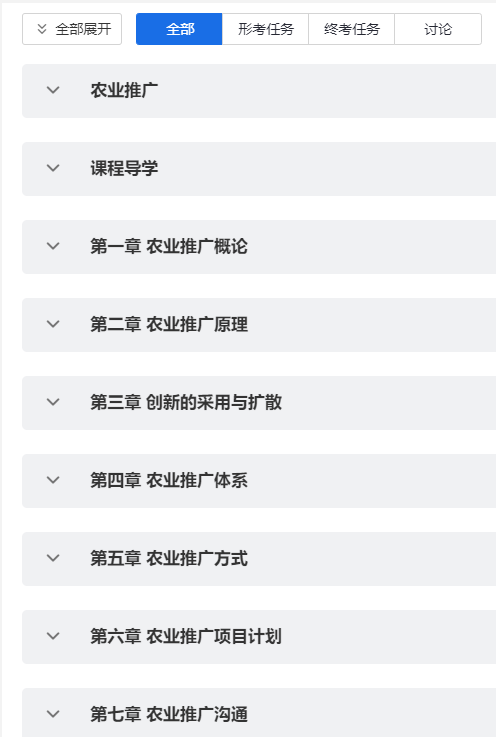 全部展开 全部 形考任务 终考任务 讨论
农业推广
课程导学
第一章 农业推广概论
第二章 农业推广原理
第三章 创新的采用与扩散
第四章 农业推广体系
第五章 农业推广方式
第六章 农业推广项目计划
第七章 农业推广沟通